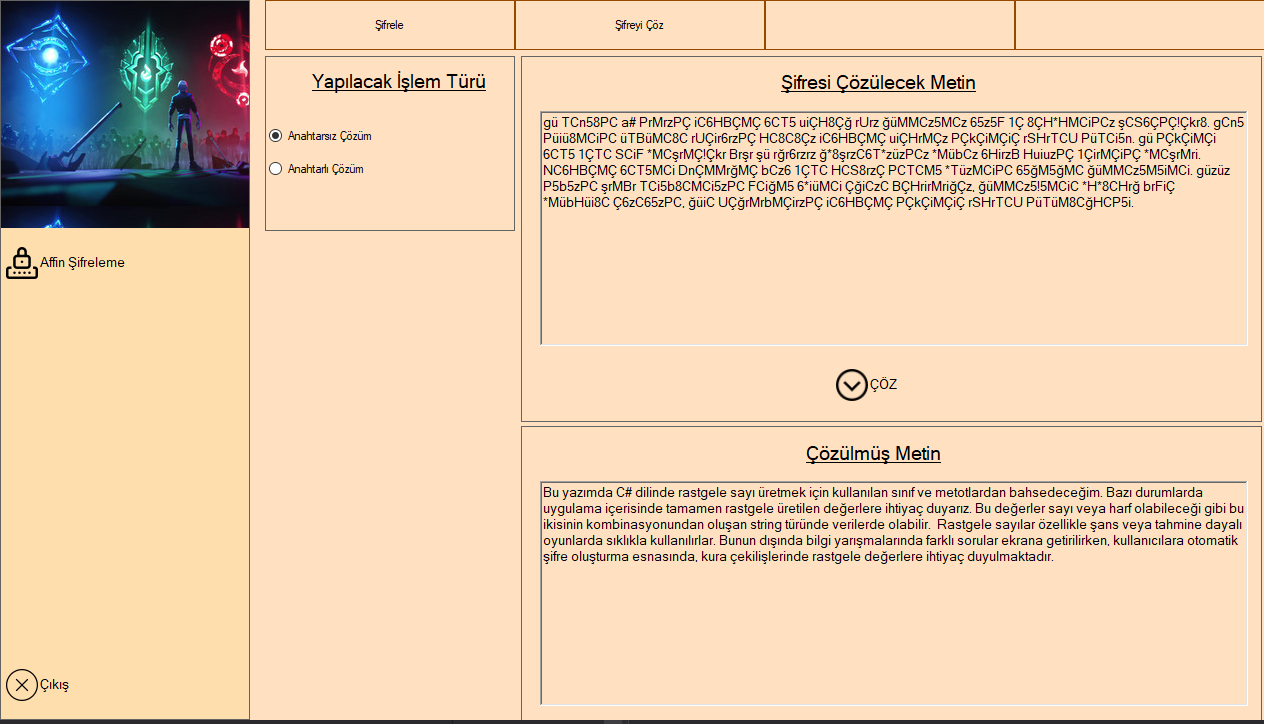 Şifrele
Şifreyi Çöz
Yapılacak İşlem Türü
Anahtarsız Çözüm
Anahtarlı Çözüm
Şifresi Çözülecek Metin
gü TCn58PC a# PrMrzPÇ iC6HBÇMÇ 6CT5 uiÇH8Çğ rUrz ğüMMCz5MCz 65z5F 1Ç 8ÇH*HMCiPCz şCS6ÇPÇ!Çkr8. gCn5
Püiü8MCiPC üTBüMC8C rUÇir6rzPÇ HC8C8Çz iC6HBÇMÇ uiÇHrMÇz PÇkÇiMÇiÇ rSHrTCU PüTCi5n. gü PÇkÇiMÇi
6CT5 1ÇTC SCiF *MCşrMÇ!Çkr Brşr şü rğr6rzrz ğ*8şrzC6T*züzPCz *MübCz 6HirzB HuiuzPÇ 1ÇirMÇiPÇ *MCşrMri.
NC6HBÇMÇ 6CT5MCi DnÇMMrğMÇ bCz6 1ÇTC HCS8rzÇ PCTCM5 *TüzMCiPC 65ğM5ğMC ğüMMCz5M5iMCi. güzüz
P5b5zPC şrMBr TCi5b8CMCi5zPC FCiğM5 6*iüMCi ÇğiCzC BÇHrirMriğÇz, ğüMMCz5!5MCiC *H*8CHrğ brFiÇ
*MübHüi8C Ç6zC65zPC, ğüiC UÇğrMrbMÇirzPÇ iC6HBÇMÇ PÇkÇiMÇiÇ rSHrTCU PüTüM8CğHCP5i.
ÇÖZ
Affin Şifreleme
Çözülmüş Metin
Bu yazımda C# dilinde rastgele sayı üretmek için kullanılan sınıf ve metotlardan bahsedeceğim. Bazı durumlarda
uygulama içerisinde tamamen rastgele üretilen değerlere ihtiyaç duyarız. Bu değerler sayı veya harf olabileceği gibi bu
ikisinin kombinasyonundan oluşan string türünde verilerde olabilir.  Rastgele sayılar özellikle şans veya tahmine dayalı
oyunlarda sıklıkla kullanılırlar. Bunun dışında bilgi yarışmalarında farklı sorular ekrana getirilirken, kullanıcılara otomatik
şifre oluşturma esnasında, kura çekilişlerinde rastgele değerlere ihtiyaç duyulmaktadır.
Çıkış